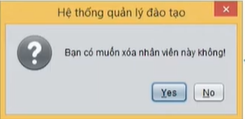 Hệ thống quản lý đào tạo
Bạn có muốn xóa nhân viên này không!
Yes
No